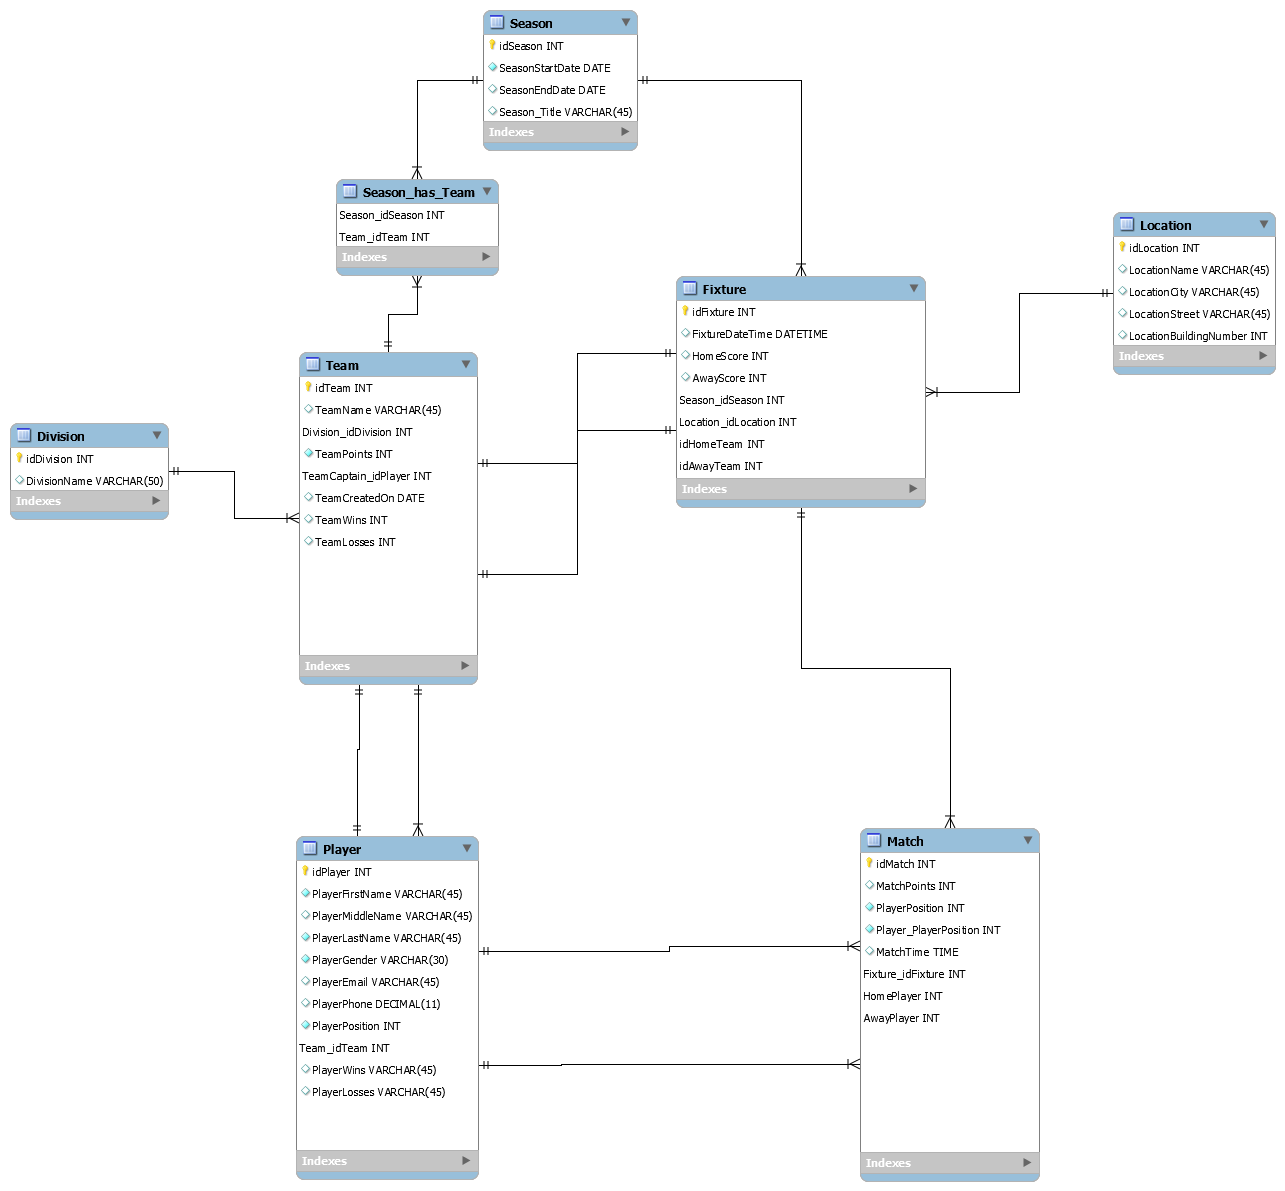 Season
idSeason INT
SeasonStartDate DATE
SeasonEndDate DATE
Season_Title VARCHAR(45)
Indexes
Season_has_Team
Season_idSeason INT
Team_idTeam INT
Indexes
Location
idLocation INT
LocationName VARCHAR(45)
LocationCity VARCHAR(45)
LocationStreet VARCHAR(45)
LocationBuildingNumber INT
Indexes
Fixture
idFixture INT
FixtureDateTime DATETIME
HomeScore INT
AwayScore INT
Season_idSeason INT
Location_idLocation INT
idHomeTeam INT
idAwayTeam INT
Indexes
Team
idTeam INT
TeamName VARCHAR(45)
Division_idDivision INT
TeamPoints INT
TeamCaptain_idPlayer INT
TeamCreatedOn DATE
TeamWins INT
TeamLosses INT
Indexes
Division
idDivision INT
DivisionName VARCHAR(50)
Indexes
Player
idPlayer INT
PlayerFirstName VARCHAR(45)
PlayerMiddleName VARCHAR(45)
PlayerLastName VARCHAR(45)
PlayerGender VARCHAR(30)
PlayerEmail VARCHAR(45)
PlayerPhone DECIMAL(11)
PlayerPosition INT
Team_idTeam INT
PlayerWins VARCHAR(45)
PlayerLosses VARCHAR(45)
Indexes
Match
idMatch INT
MatchPoints INT
PlayerPosition INT
Player_PlayerPosition INT
MatchTime TIME
Fixture_idFixture INT
HomePlayer INT
AwayPlayer INT
Indexes